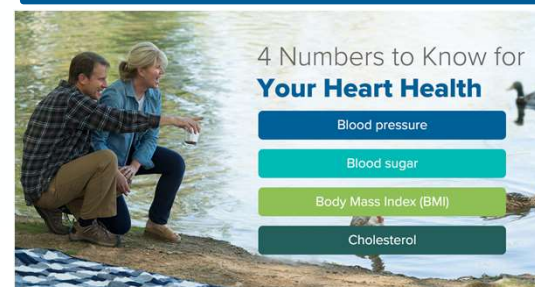 4 Numbers to Know for
Your Heart Health
Blood pressure
Blood sugar
Body Mass Index (BMI)
Cholesterol